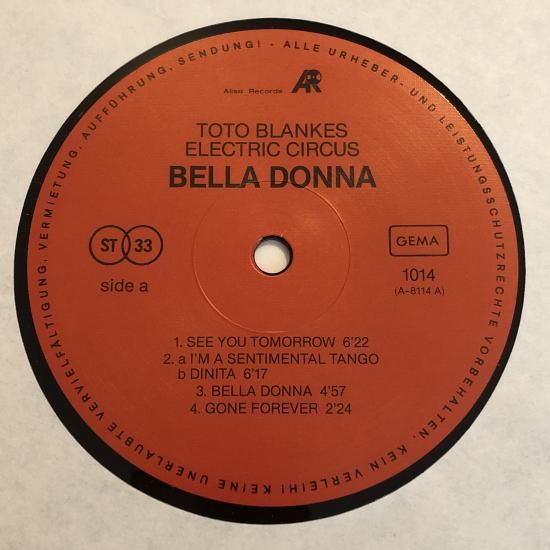 ALLE URHEBER- UND LEISTUNGSSCHUTZRECHTE VORBEHALTEN. KEIN VERLEIH! KEINE UNERLAUBTE VERVIELFÄLTIGUNG, VERMIETUNG, AUFFÜHRUNG, SENDUNG! -
Aliso Records AR
TOTO BLANKES
ELECTRIC CIRCUS
BELLA DONNA
ST 33
GEMA
side a
1014
(A-8114 A)
1. SEE YOU TOMORROW 6'22
2. a I'M A SENTIMENTAL TANGO
b DINITA 6'17
3. BELLA DONNA 4'57
4. GONE FOREVER 2'24